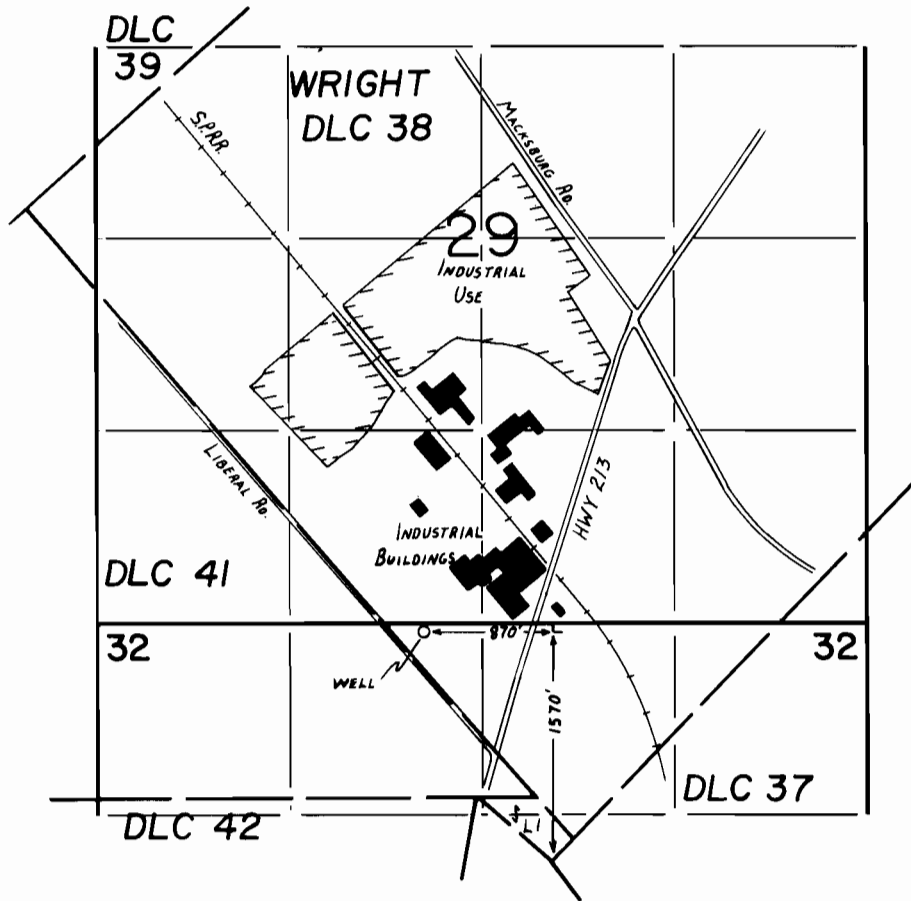 DLC
39
WRIGHT
DLC 38
S.P.R.R.
MACKSBURG RD.
29
INDUSTRIAL
USE
LIBERAL RD.
HWY 213
INDUSTRIAL
BUILDINGS
DLC 41
32
870'
32
WELL
1570'
DLC 37
DLC 42